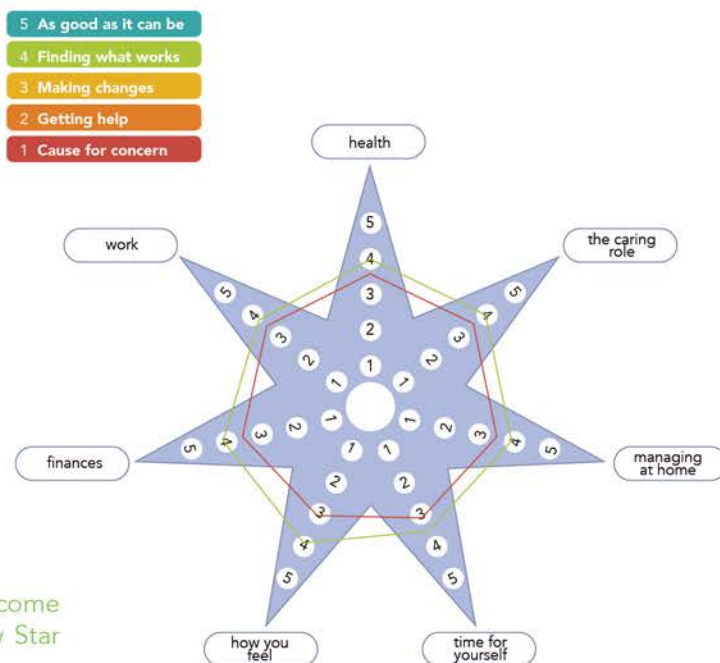 5 As good as it can be
4 Finding what works
3 Making changes
2 Getting help
1 Cause for concern
health
5
4
3
2
1
the caring
role
5
4
3
2
1
managing
at home
5
4
3
2
1
time for
yourself
5
4
3
2
1
how you
feel
5
4
3
2
1
finances
5
4
3
2
1
work
5
4
3
2
1
come
Star